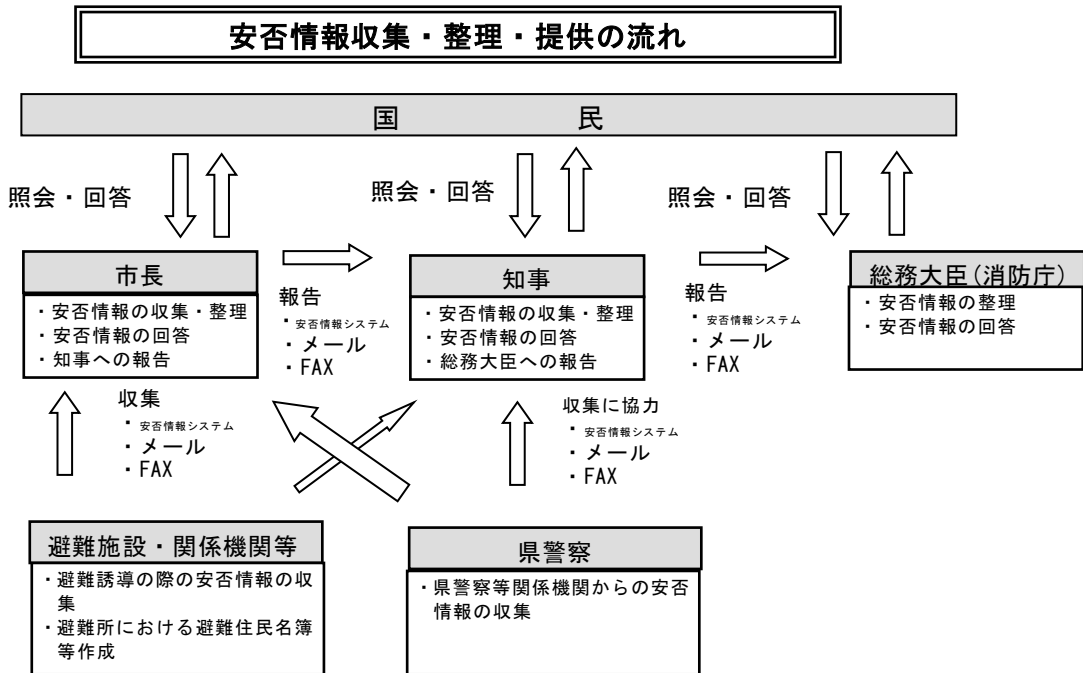 安否情報収集・整理・提供の流れ
国　民
照会・回答
照会・回答
照会・回答
市長
・安否情報の収集・整理
・安否情報の回答
・知事への報告
報告
・安否情報システム
・メール
・FAX
知事
・安否情報の収集・整理
・安否情報の回答
・総務大臣への報告
報告
・安否情報システム
・メール
・FAX
総務大臣(消防庁)
・安否情報の整理
・安否情報の回答
収集
・安否情報システム
・メール
・FAX
収集に協力
・安否情報システム
・メール
・FAX
避難施設・関係機関等
・避難誘導の際の安否情報の収
集
・避難所における避難住民名簿
等作成
県警察
・県警察等関係機関からの安否
情報の収集